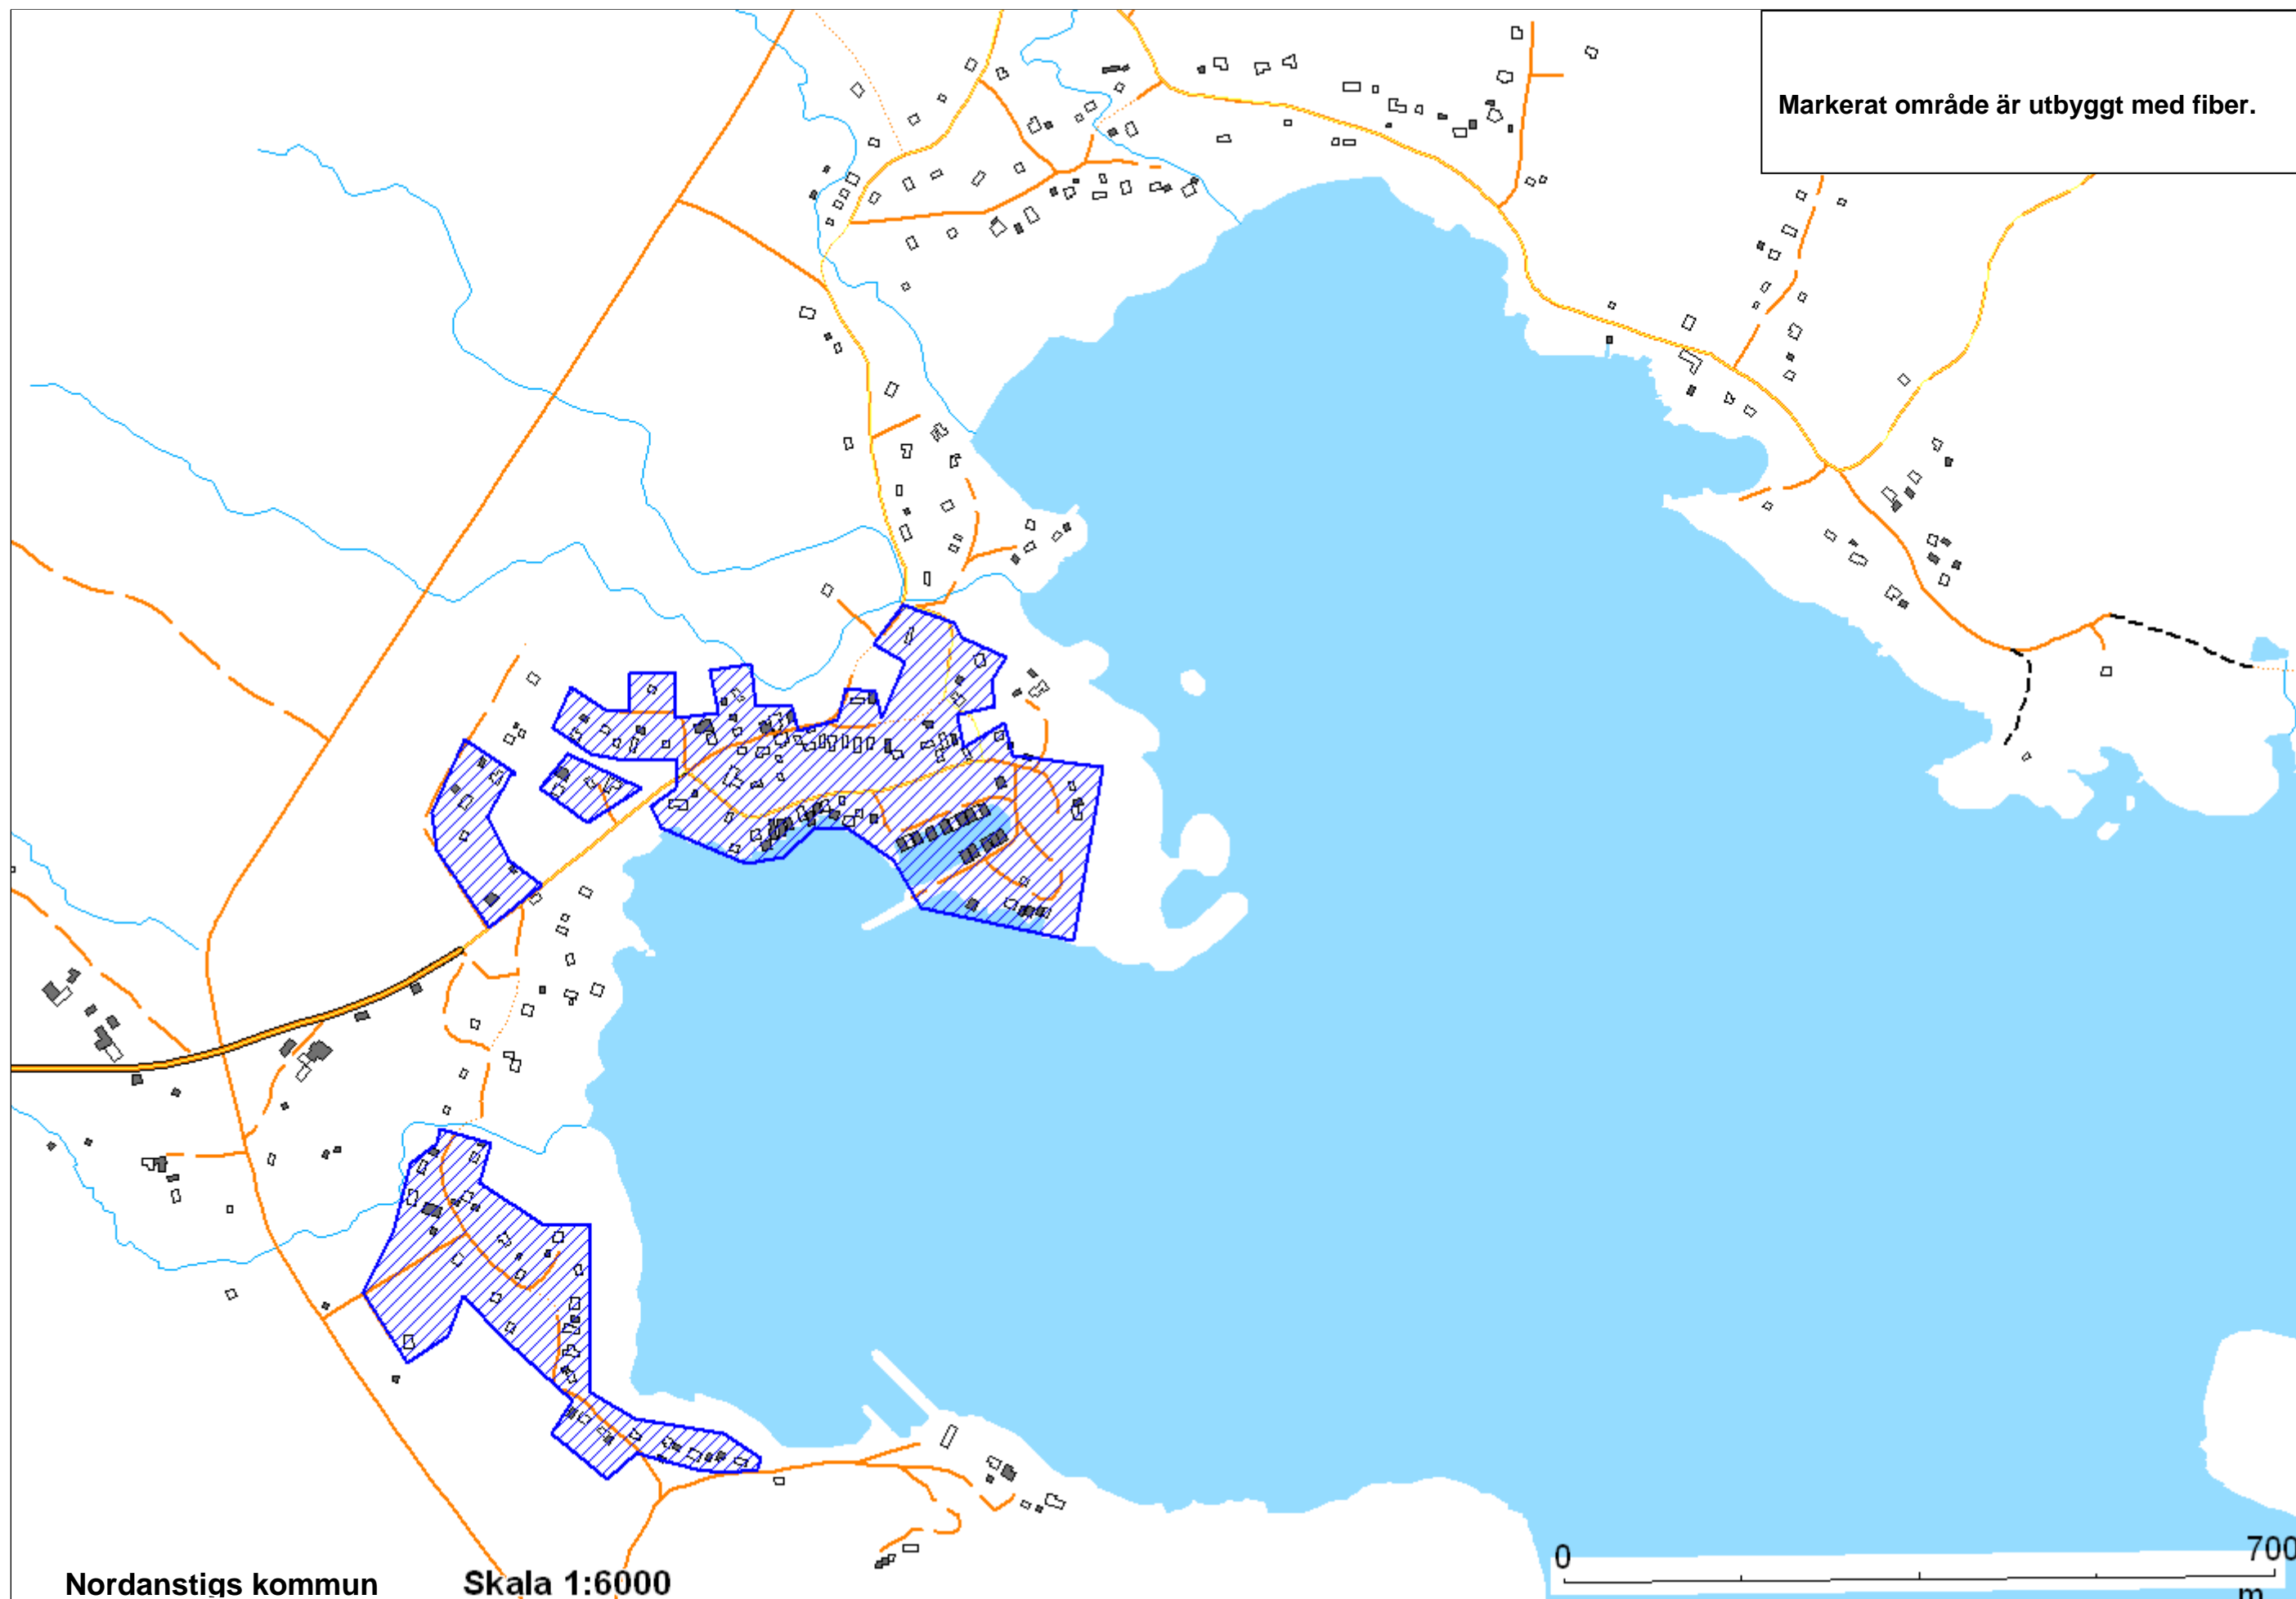 Markerat område är utbyggt med fiber.
Nordanstigs kommun
Skala 1:6000
0
700
m